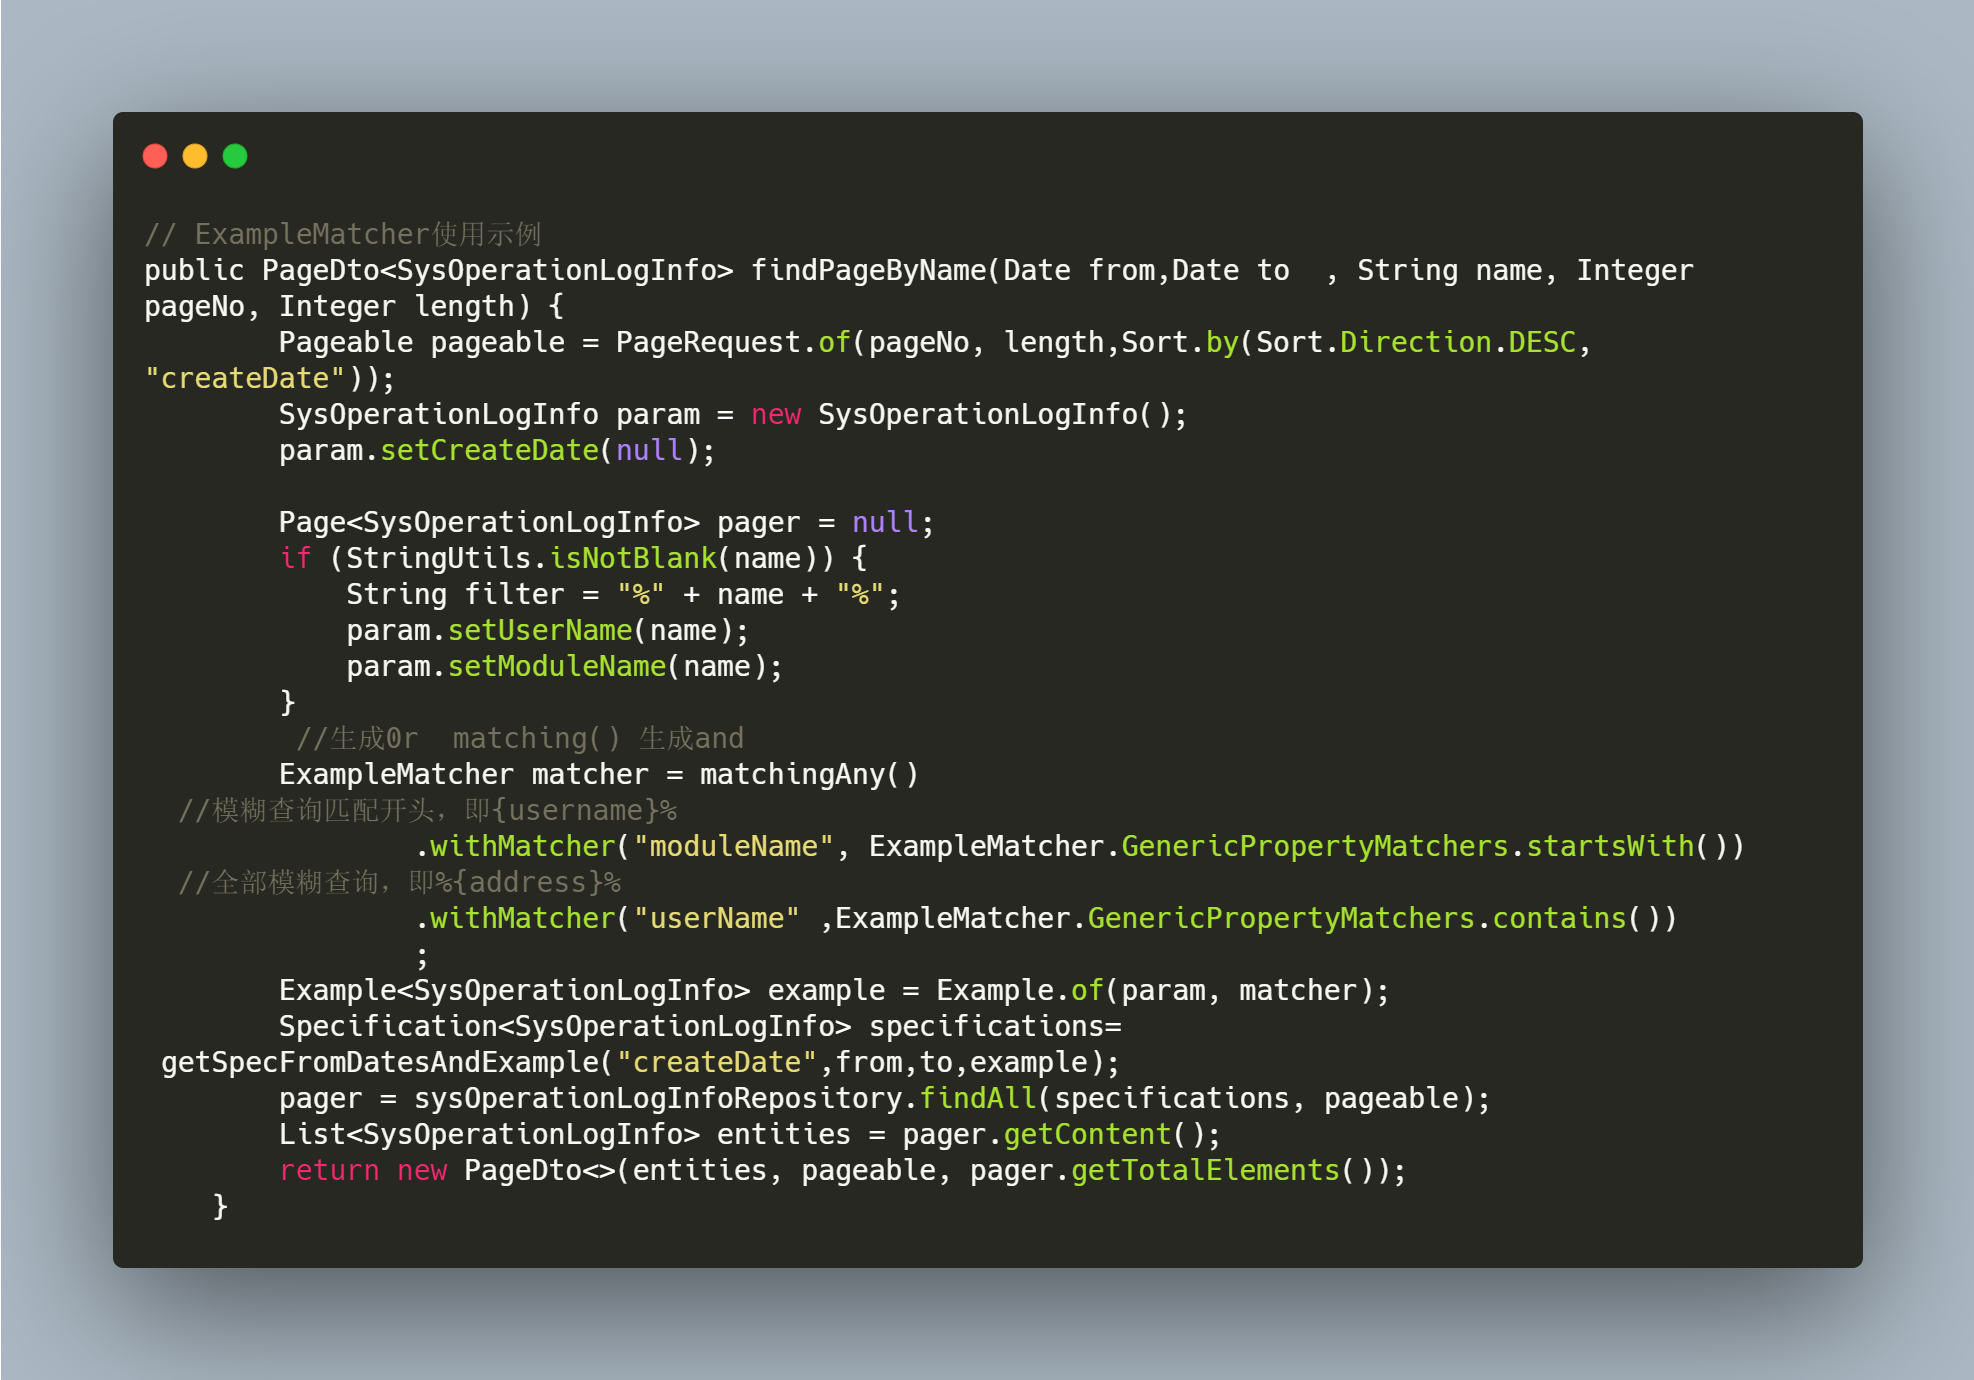 // ExampleMatcher使用示例
public PageDto<SysOperationLogInfo> findPageByName(Date from,Date to  , String name, Integer
pageNo, Integer length) {
        Pageable pageable = PageRequest.of(pageNo, length,Sort.by(Sort.Direction.DESC,
"createDate"));
        SysOperationLogInfo param = new SysOperationLogInfo();
        param.setCreateDate(null);

        Page<SysOperationLogInfo> pager = null;
        if (StringUtils.isNotBlank(name)) {
            String filter = "%" + name + "%";
            param.setUserName(name);
            param.setModuleName(name);
        }
         //生成0r  matching() 生成and
        ExampleMatcher matcher = matchingAny()
  //模糊查询匹配开头，即{username}%
                .withMatcher("moduleName", ExampleMatcher.GenericPropertyMatchers.startsWith())
  //全部模糊查询，即%{address}%
                .withMatcher("userName" ,ExampleMatcher.GenericPropertyMatchers.contains())
                ;
        Example<SysOperationLogInfo> example = Example.of(param, matcher);
        Specification<SysOperationLogInfo> specifications=
 getSpecFromDatesAndExample("createDate",from,to,example);
        pager = sysOperationLogInfoRepository.findAll(specifications, pageable);
        List<SysOperationLogInfo> entities = pager.getContent();
        return new PageDto<>(entities, pageable, pager.getTotalElements());
    }